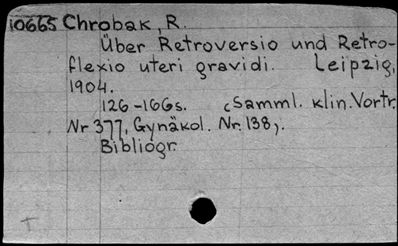 10665 Chrobak, R.
Über Retroversio und Retro-
flexio uteri gravidi. Leipzig,
1904.
126-166s. (Samml. klin. Vortr.
Nr 377, Gynäkol. Nr. 138).
Bibliogr.
T